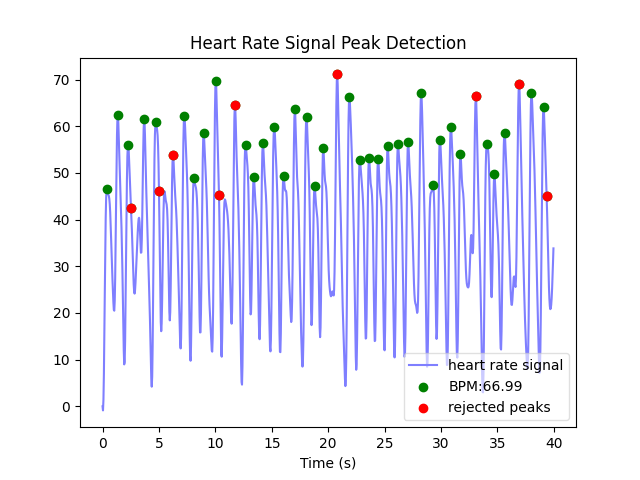 Heart Rate Signal Peak Detection
70
60
50
40
30
20
10
0
heart rate signal
BPM:66.99
rejected peaks
0 5 10 15 20 25 30 35 40
Time (s)